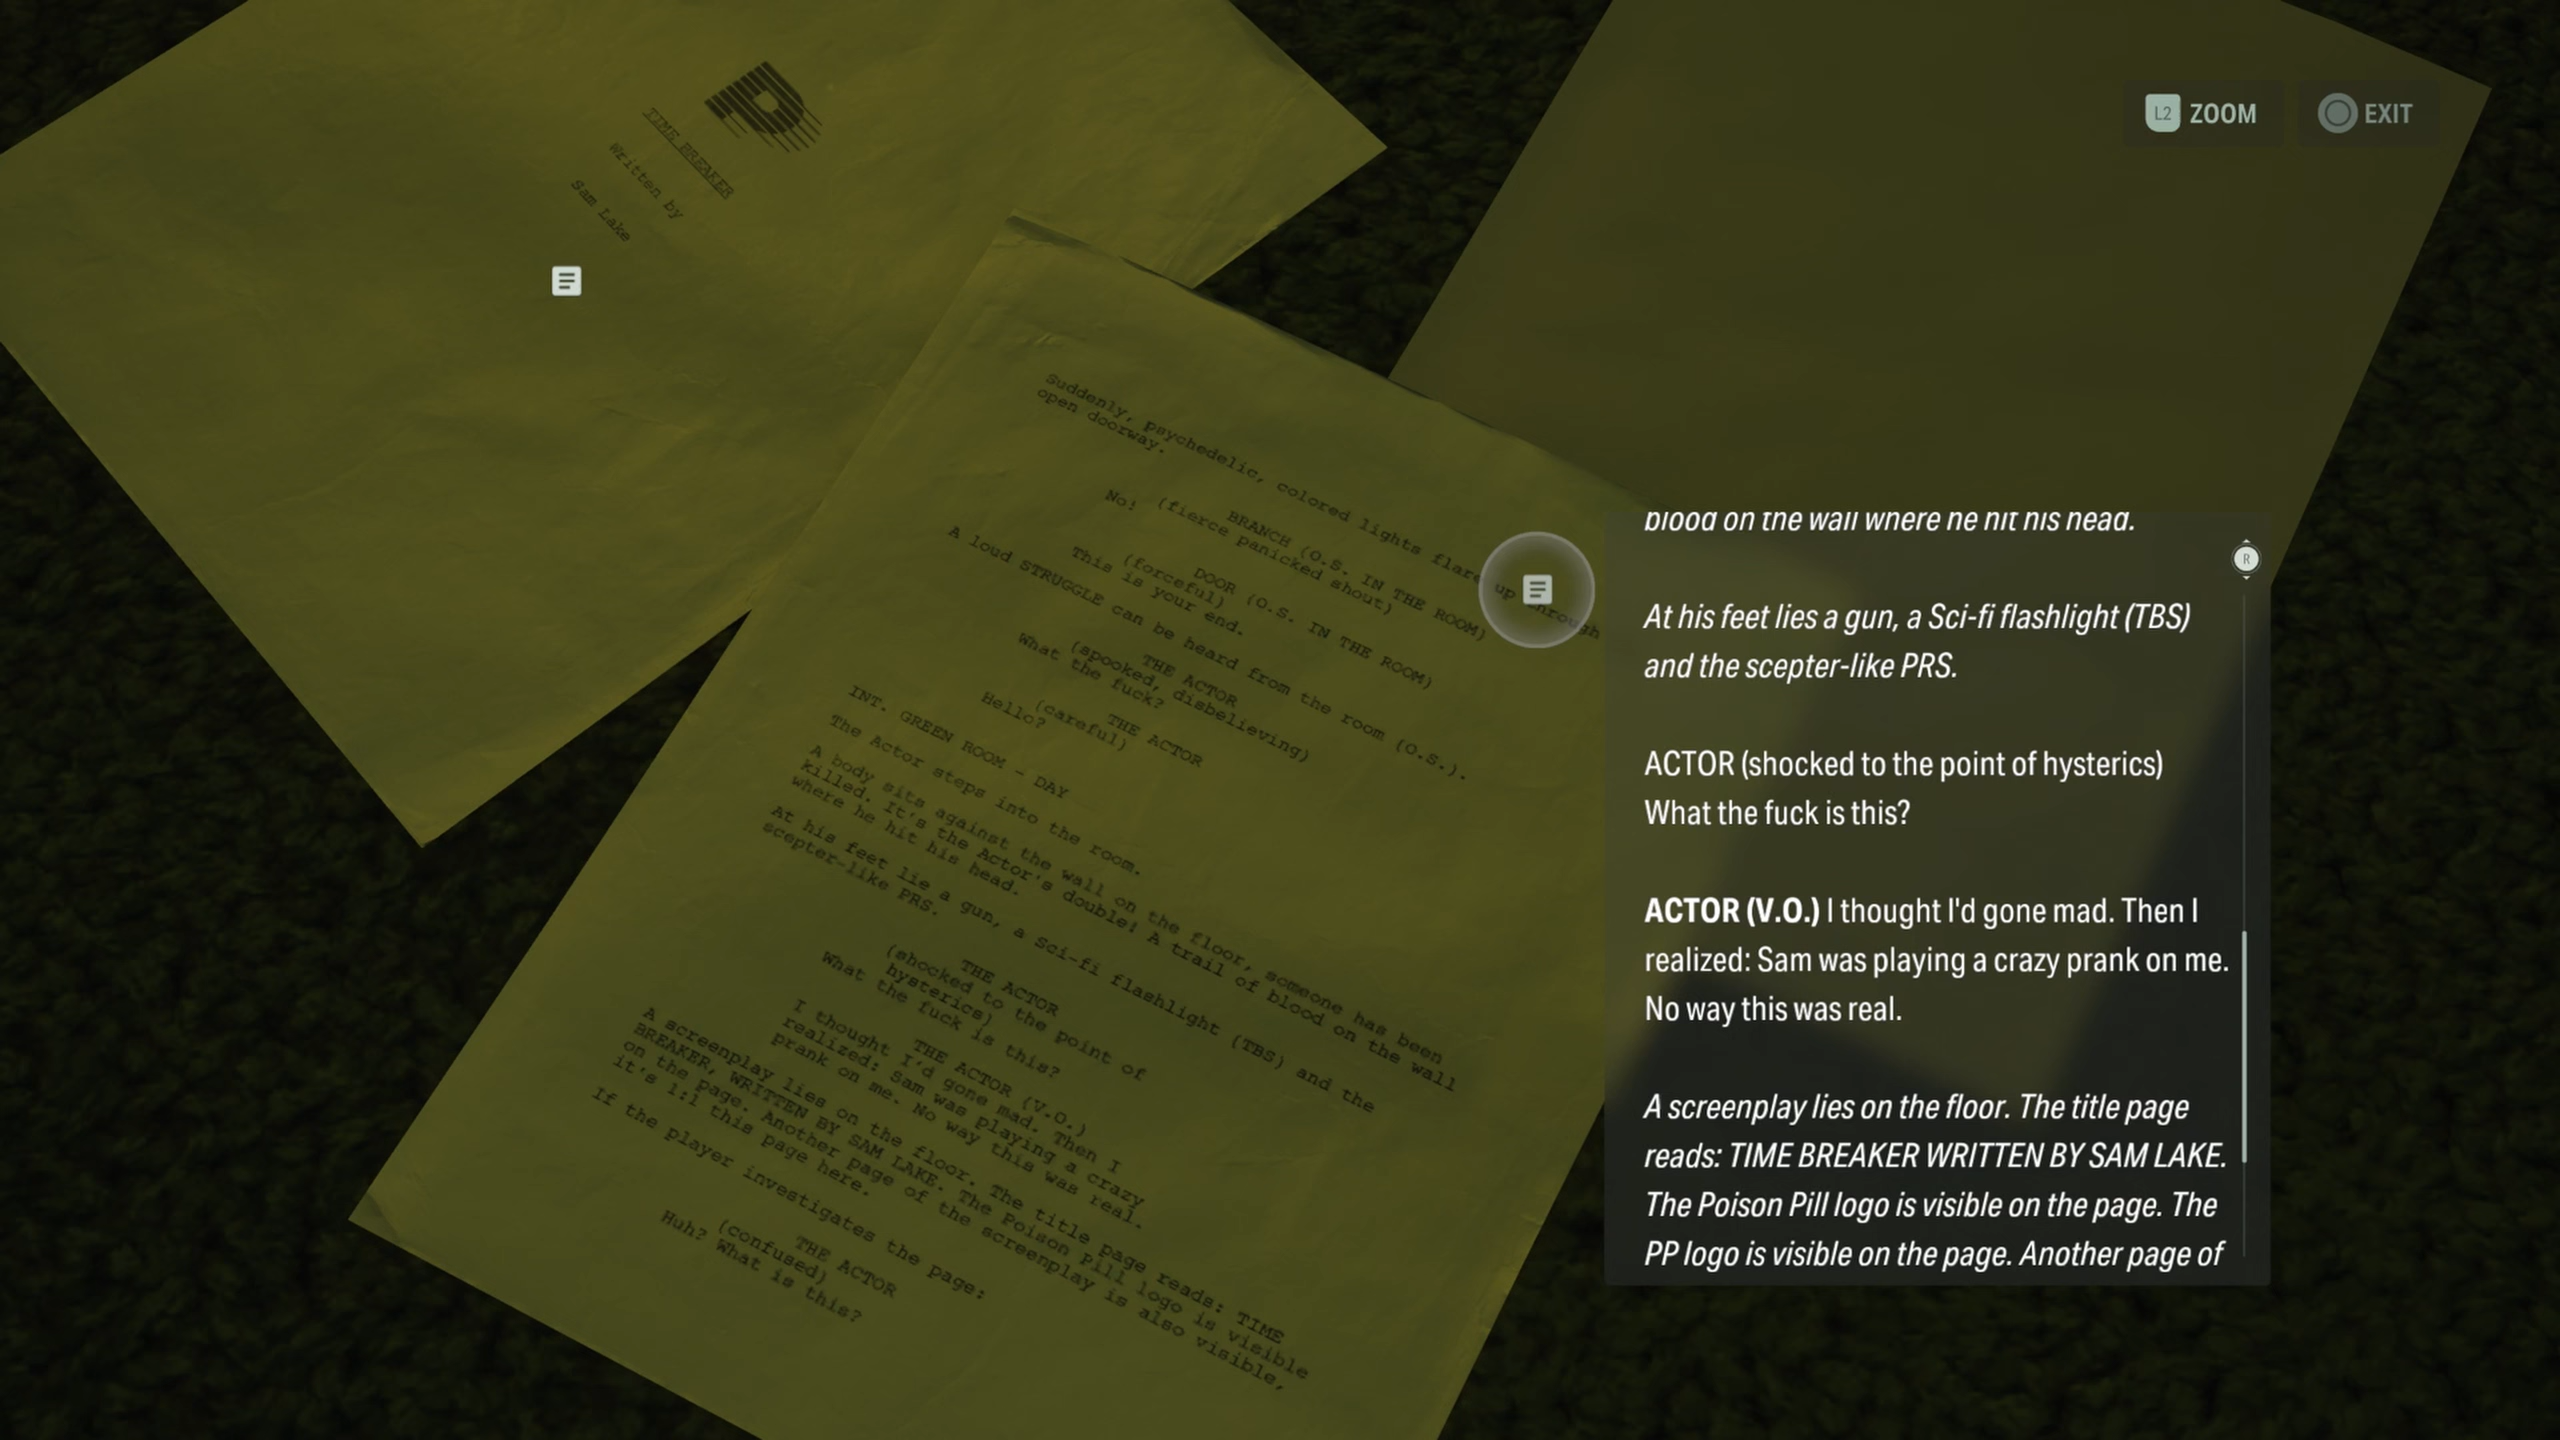 TIME BREAKER
Written by
Sam Lake
L2 ZOOM
EXIT
Suddenly, psychedelic, colored lights flare up through
open doorway.
BRANCH (O.S. IN THE ROOM)
(fierce panicked shout)
No!
DOOR (O.S. IN THE ROOM)
(forceful)
This is your end.
A loud STRUGGLE can be heard from the room (O.S.).
THE ACTOR
(spooked, disbelieving)
What the fuck?
THE ACTOR
(careful)
Hello?
INT. GREEN ROOM - DAY
The Actor steps into the room.
A body sits against the wall on the floor, someone has been
killed. It's the Actor's double! A trail of blood on the wall
where he hit his head.
At his feet lie a gun, a Sci-fi flashlight (TBS) and the
scepter-like PRS.
THE ACTOR
(shocked to the point of
hysterics)
What the fuck is this?
THE ACTOR (V.O.)
I thought I'd gone mad. Then I
realized: Sam was playing a crazy
prank on me. No way this was real.
A screenplay lies on the floor. The title page reads: TIME
BREAKER, WRITTEN BY SAM LAKE. The Poison Pill logo is visible
on the page. Another page of the screenplay is also visible,
it's 1:1 this page here.
If the player investigates the page:
THE ACTOR
(confused)
Huh? What is this?
blood on the wall where he hit his head.
R
At his feet lies a gun, a Sci-fi flashlight (TBS)
and the scepter-like PRS.
ACTOR (shocked to the point of hysterics)
What the fuck is this?
ACTOR (V.O.) I thought I'd gone mad. Then I
realized: Sam was playing a crazy prank on me.
No way this was real.
A screenplay lies on the floor. The title page
reads: TIME BREAKER WRITTEN BY SAM LAKE.
The Poison Pill logo is visible on the page. The
PP logo is visible on the page. Another page of